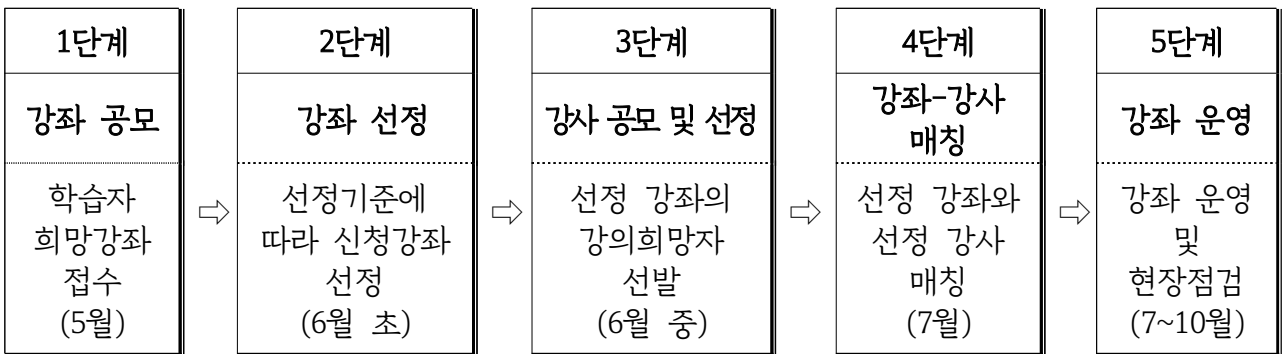 1단계
강좌 공모
학습자
희망강좌
접수
(5월)
⇨
2단계
강좌 선정
선정기준에
따라 신청강좌
선정
(6월 초)
⇨
3단계
강사 공모 및 선정
선정 강좌의
강의희망자
선발
(6월 중)
⇨
4단계
강좌-강사
매칭
선정 강좌와
선정 강사
매칭
(7월)
⇨
5단계
강좌 운영
강좌 운영
및
현장점검
(7~10월)